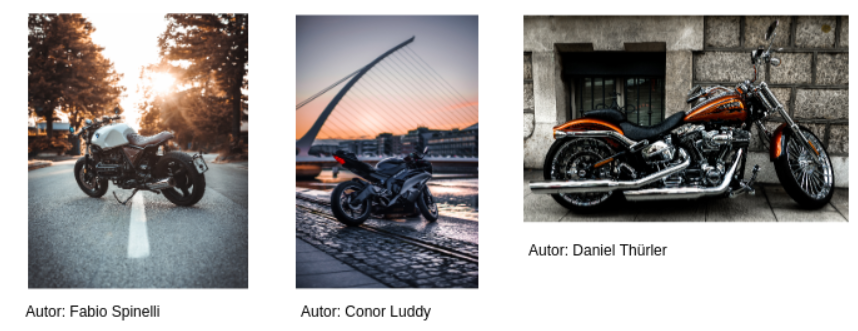 Autor: Fabio Spinelli
Autor: Conor Luddy
Autor: Daniel Thürler